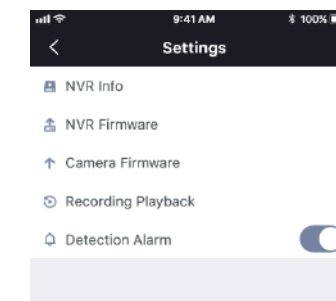 9:41 AM
100%
Settings
NVR Info
NVR Firmware
Camera Firmware
Recording Playback
Detection Alarm